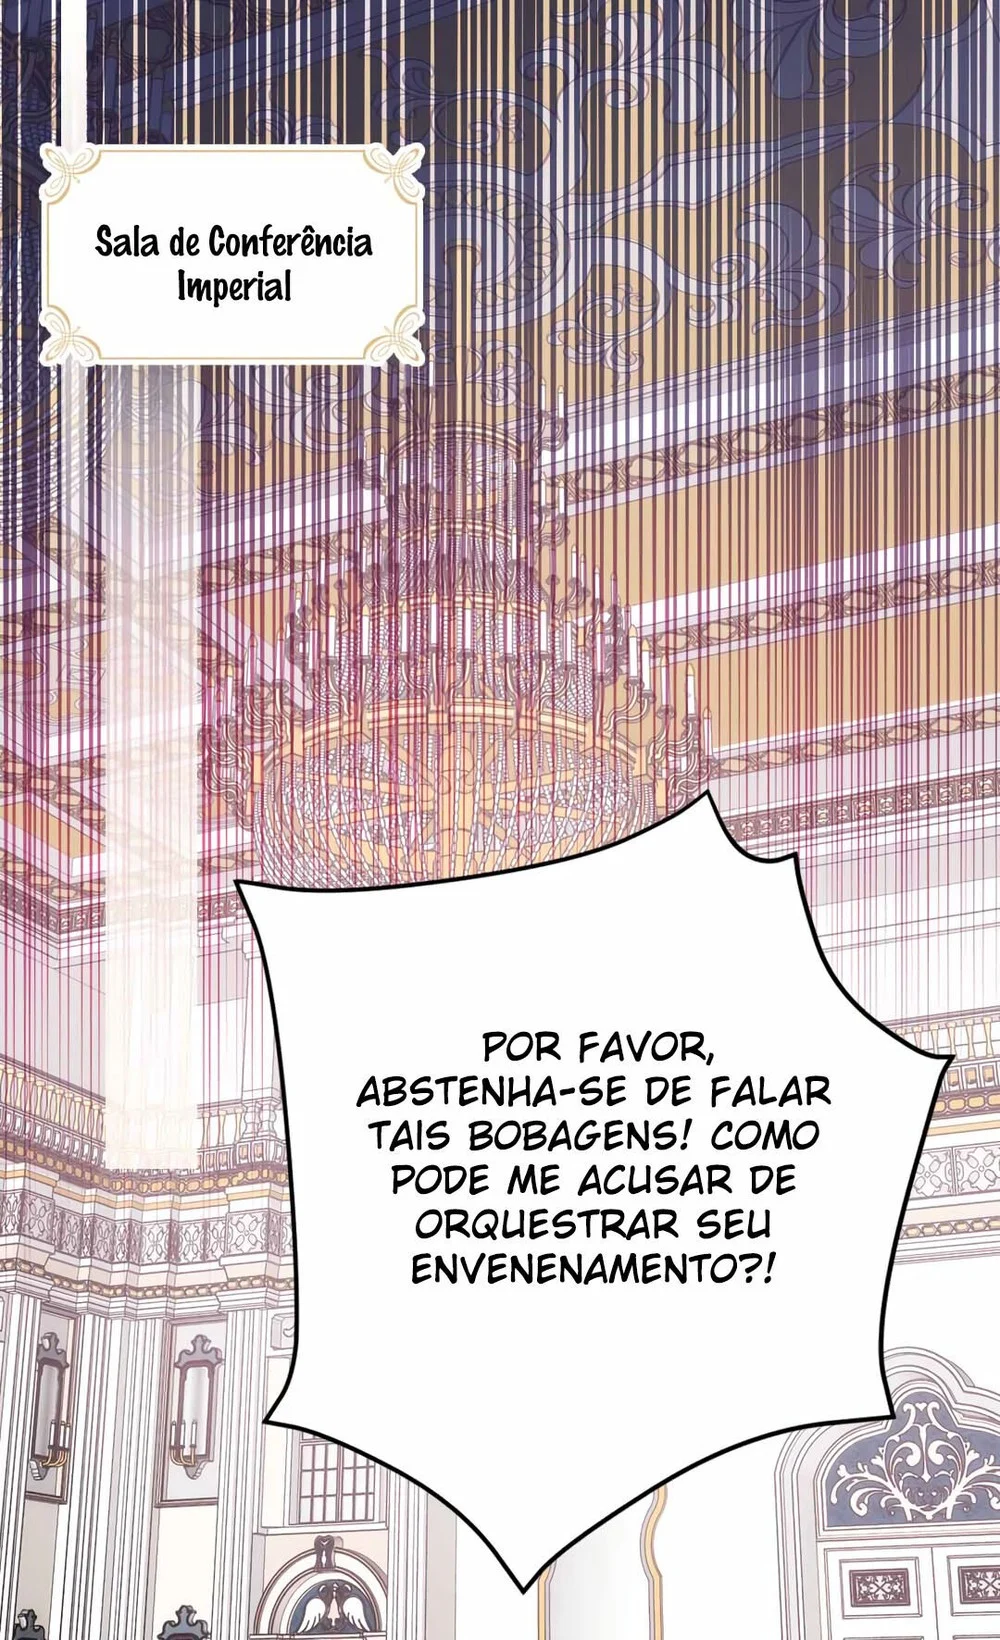 Sala de Conferência
Imperial
POR FAVOR,
ABSTENHA-SE DE FALAR
TAIS BOBAGENS! COMO
PODE ME ACUSAR DE
ORQUESTRAR SEU
ENVENENAMENTO?!